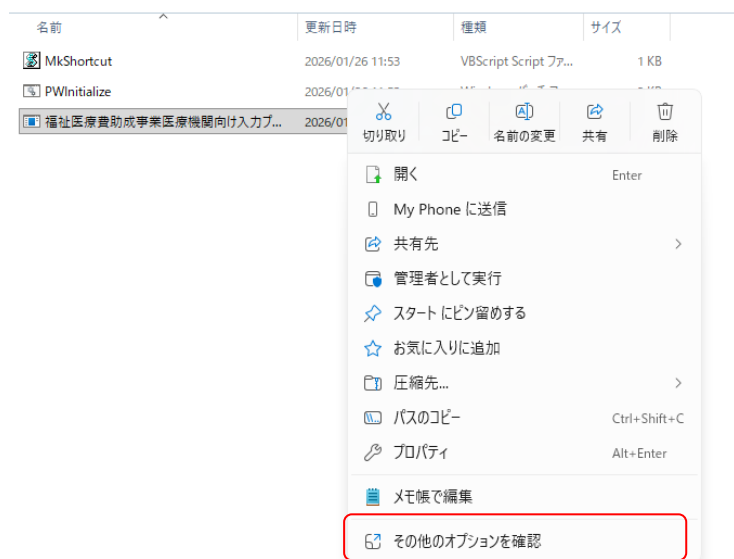 名前 更新日時 種類 サイズ
MkShortcut 2026/01/26 11:53 VBScript Script ファ... 1 KB
PWInitialize 2026/01
福祉医療費助成事業医療機関向け入力プ... 2026/01
切り取り コピー 名前の変更 共有 削除
開く Enter
My Phone に送信
共有先
管理者として実行
スタート にピン留めする
お気に入りに追加
圧縮先...
パスのコピー Ctrl+Shift+C
プロパティ Alt+Enter
メモ帳で編集
その他のオプションを確認